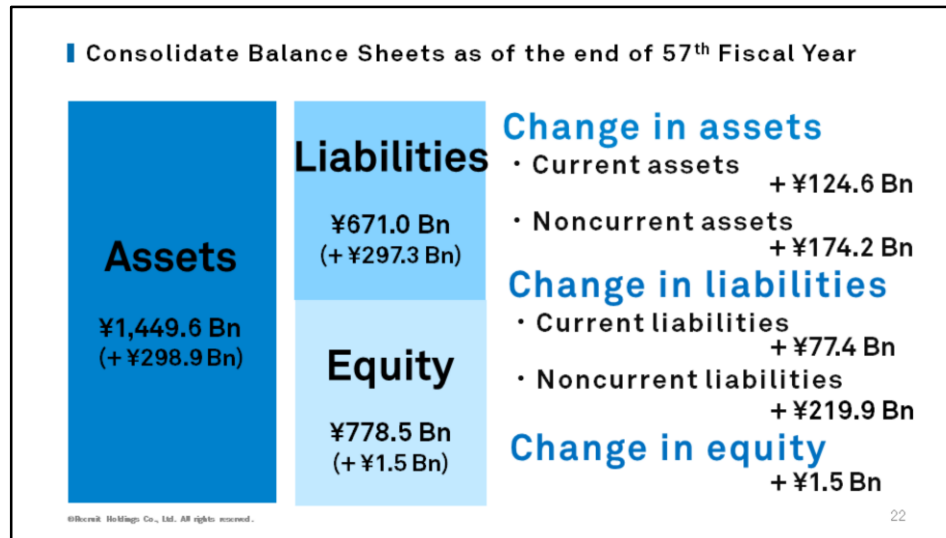 Consolidate Balance Sheets as of the end of 57th Fiscal Year
Assets
¥1,449.6 Bn
(+ ¥298.9 Bn)
Liabilities
¥671.0 Bn
(+ ¥297.3 Bn)
Equity
¥778.5 Bn
(+ ¥1.5 Bn)
Change in assets
・Current assets
+ ¥124.6 Bn
・Noncurrent assets
+ ¥174.2 Bn
Change in liabilities
・Current liabilities
+ ¥77.4 Bn
・Noncurrent liabilities
+ ¥219.9 Bn
Change in equity
+ ¥1.5 Bn
©Recruit Holdings Co., Ltd. All rights reserved.
22